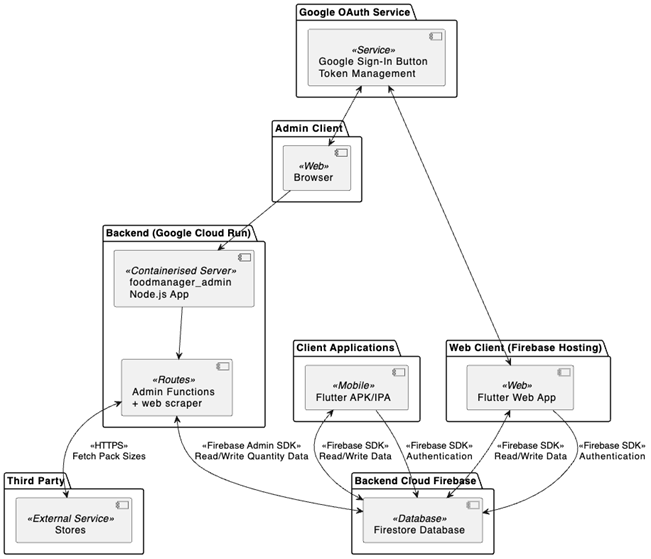 Google OAuth Service
«Service»
Google Sign-In Button
Token Management
Admin Client
«Web»
Browser
Backend (Google Cloud Run)
«Containerised Server»
foodmanager_admin
Node.js App
Client Applications
Web Client (Firebase Hosting)
«Routes»
Admin Functions
+ web scraper
«Mobile»
Flutter APK/IPA
«Web»
Flutter Web App
«HTTPS»
Fetch Pack Sizes
«Firebase Admin SDK»
Read/Write Quantity Data
«Firebase SDK»
Read/Write Data
«Firebase SDK»
Authentication
«Firebase SDK»
Read/Write Data
«Firebase SDK»
Authentication
Third Party
«External Service»
Stores
Backend Cloud Firebase
«Database»
Firestore Database